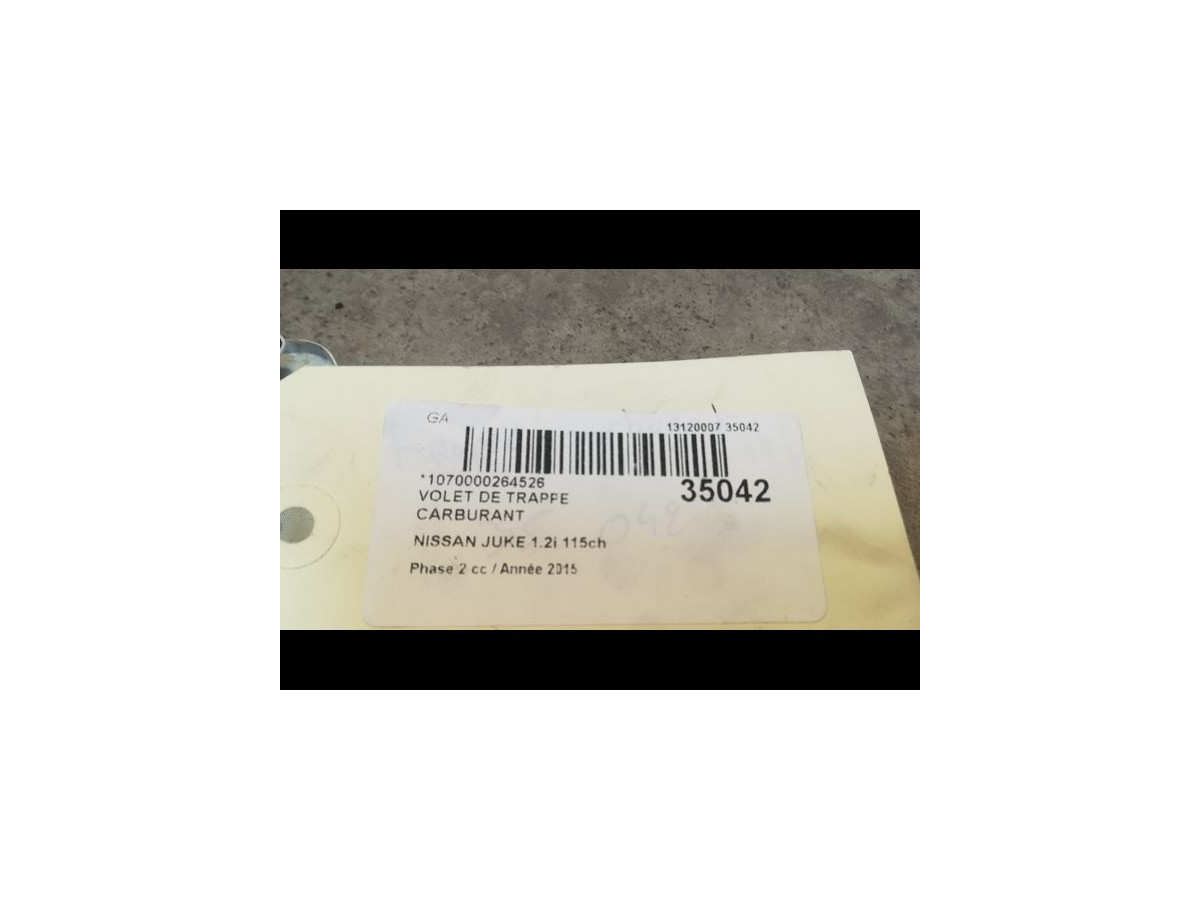 GA
13120007 35042
*1070000264526
35042
VOLET DE TRAPPE
CARBURANT
NISSAN JUKE 1.2i 115ch
Phase 2 cc / Année 2015